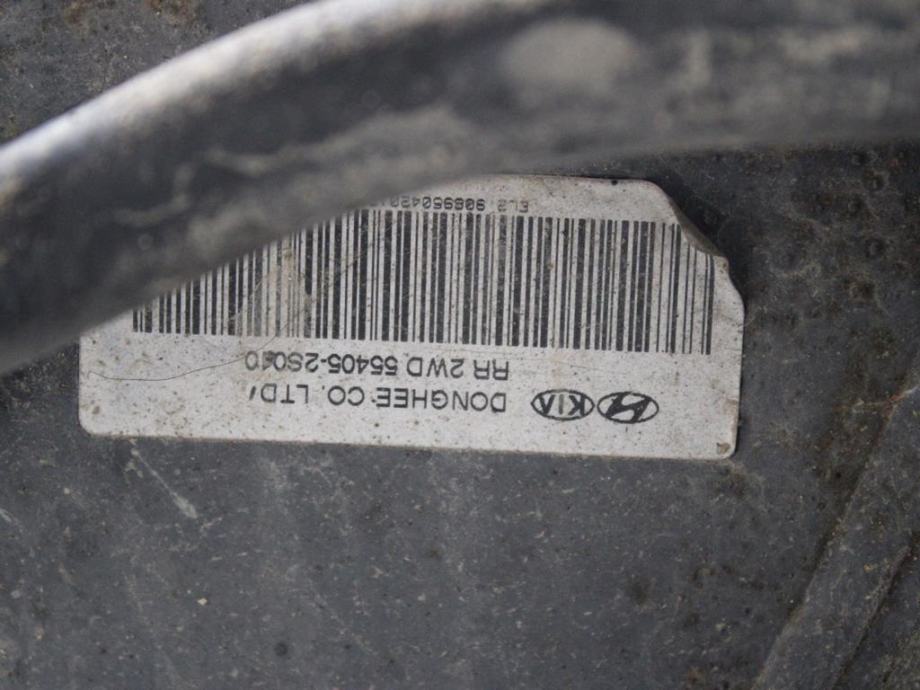 KIA DONGHEE CO. LTD.
RR 2WD 55405-2S010